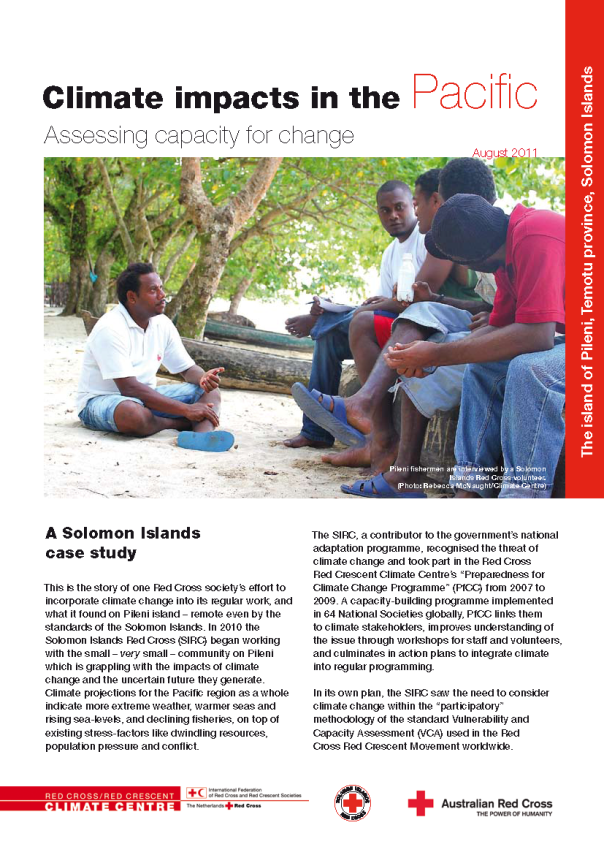 Climate impacts in the Pacific
Assessing capacity for change
August 2011
The island of Pileni, Temotu province, Solomon Islands
Pileni fishermen are interviewed by a Solomon
Islands Red Cross volunteer.
(Photo: Rebecca McNaught/Climate Centre)
A Solomon Islands
case study
This is the story of one Red Cross society's effort to
incorporate climate change into its regular work, and
what it found on Pileni island – remote even by the
standards of the Solomon Islands. In 2010 the
Solomon Islands Red Cross (SIRC) began working
with the small – very small – community on Pileni
which is grappling with the impacts of climate
change and the uncertain future they generate.
Climate projections for the Pacific region as a whole
indicate more extreme weather, warmer seas and
rising sea-levels, and declining fisheries, on top of
existing stress-factors like dwindling resources,
population pressure and conflict.
The SIRC, a contributor to the government's national
adaptation programme, recognised the threat of
climate change and took part in the Red Cross
Red Crescent Climate Centre's "Preparedness for
Climate Change Programme" (PfCC) from 2007 to
2009. A capacity-building programme implemented
in 64 National Societies globally, PfCC links them
to climate stakeholders, improves understanding of
the issue through workshops for staff and volunteers,
and culminates in action plans to integrate climate
into regular programming.
In its own plan, the SIRC saw the need to consider
climate change within the "participatory"
methodology of the standard Vulnerability and
Capacity Assessment (VCA) used in the Red
Cross Red Crescent Movement worldwide.
RED CROSS/RED CRESCENT
CLIMATE CENTRE
International Federation
of Red Cross and Red Crescent Societies
The Netherlands Red Cross
SOLOMON ISLANDS
RED CROSS
Australian Red Cross
THE POWER OF HUMANITY